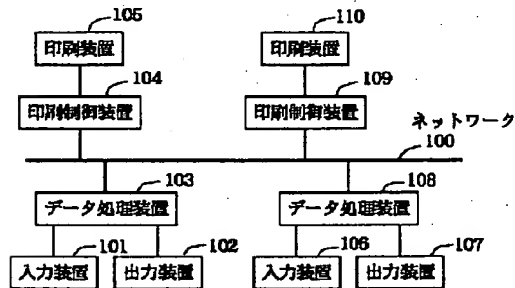 105 110
印刷装置 印刷装置
104 109
印刷制御装置 印刷制御装置
ネットワーク
100
103 108
データ処理装置 データ処理装置
101 102 106 107
入力装置 出力装置 入力装置 出力装置